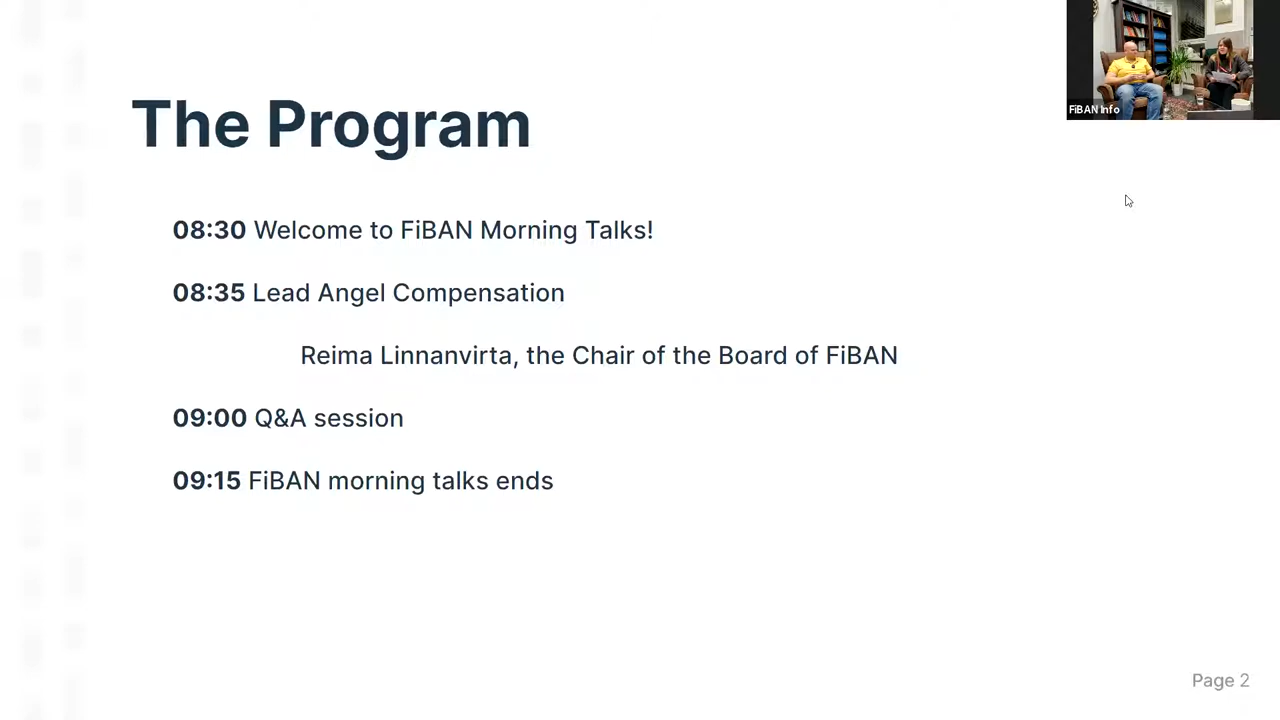 The Program
FiBAN Info
08:30 Welcome to FiBAN Morning Talks!
08:35 Lead Angel Compensation
Reima Linnanvirta, the Chair of the Board of FiBAN
09:00 Q&A session
09:15 FiBAN morning talks ends
Page 2